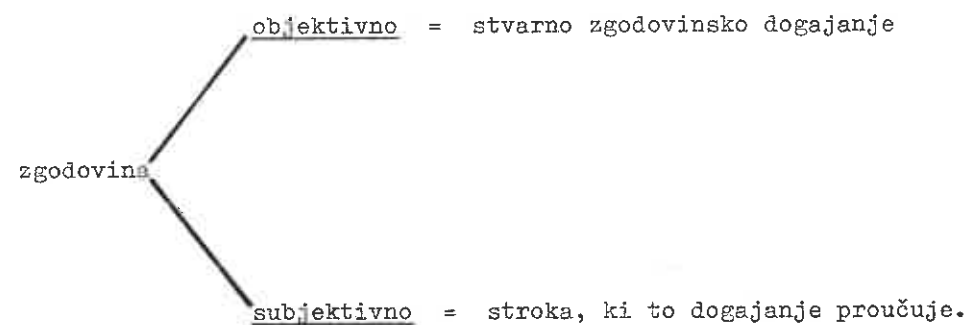 objektivno = stvarno zgodovinsko dogajanje
zgodovina
subjektivno = stroka, ki to dogajanje proučuje.